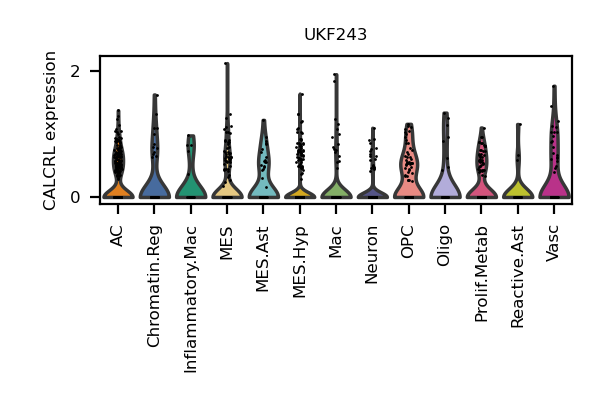 UKF243
CALCRL expression
2
0
AC
Chromatin.Reg
Inflammatory.Mac
MES
MES.Ast
MES.Hyp
Mac
Neuron
OPC
Oligo
Prolif.Metab
Reactive.Ast
Vasc